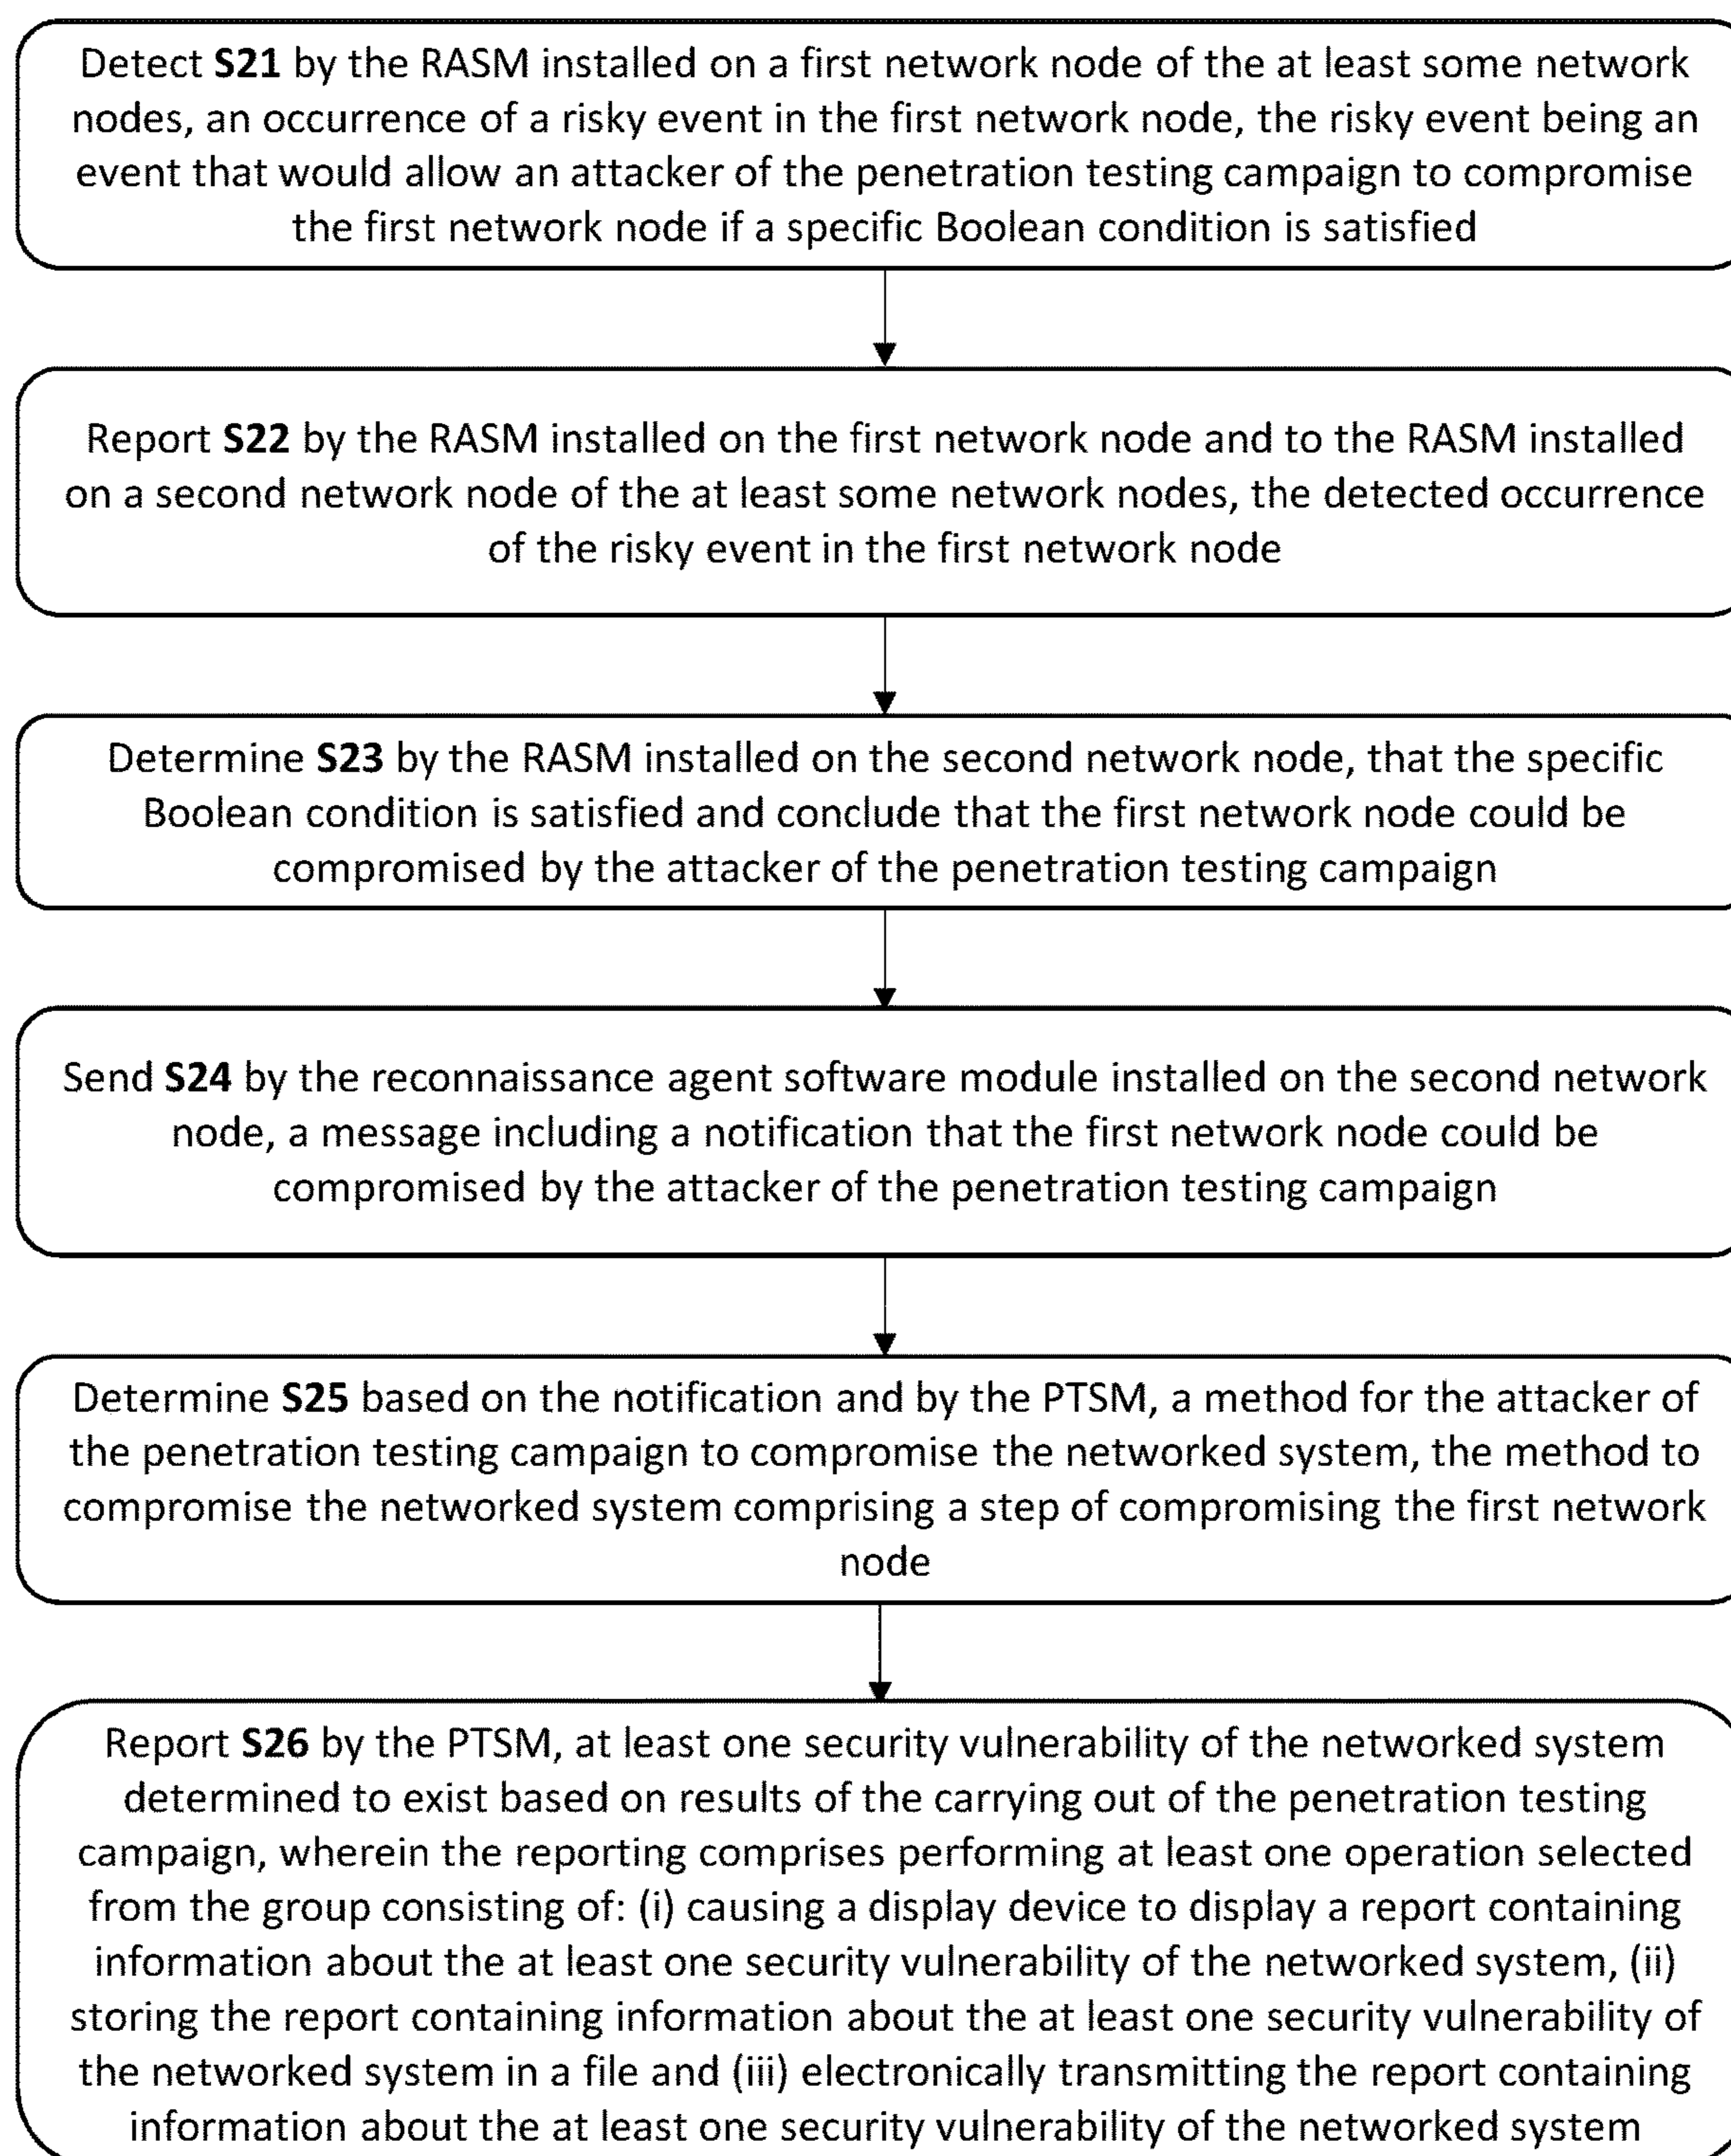 Detect S21 by the RASM installed on a first network node of the at least some network
nodes, an occurrence of a risky event in the first network node, the risky event being an
event that would allow an attacker of the penetration testing campaign to compromise
the first network node if a specific Boolean condition is satisfied
Report S22 by the RASM installed on the first network node and to the RASM installed
on a second network node of the at least some network nodes, the detected occurrence
of the risky event in the first network node
Determine S23 by the RASM installed on the second network node, that the specific
Boolean condition is satisfied and conclude that the first network node could be
compromised by the attacker of the penetration testing campaign
Send S24 by the reconnaissance agent software module installed on the second network
node, a message including a notification that the first network node could be
compromised by the attacker of the penetration testing campaign
Determine S25 based on the notification and by the PTSM, a method for the attacker of
the penetration testing campaign to compromise the networked system, the method to
compromise the networked system comprising a step of compromising the first network
node
Report S26 by the PTSM, at least one security vulnerability of the networked system
determined to exist based on results of the carrying out of the penetration testing
campaign, wherein the reporting comprises performing at least one operation selected
from the group consisting of: (i) causing a display device to display a report containing
information about the at least one security vulnerability of the networked system, (ii)
storing the report containing information about the at least one security vulnerability of
the networked system in a file and (iii) electronically transmitting the report containing
information about the at least one security vulnerability of the networked system